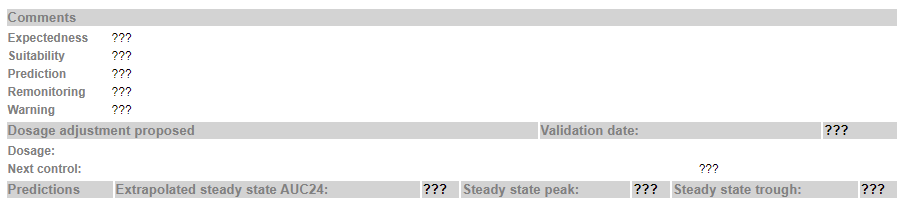 Comments
Expectedness ???
Suitability ???
Prediction ???
Remonitoring ???
Warning ???
Dosage adjustment proposed Validation date: ???
Dosage:
Next control: ???
Predictions Extrapolated steady state AUC24: ??? Steady state peak: ??? Steady state trough: ???